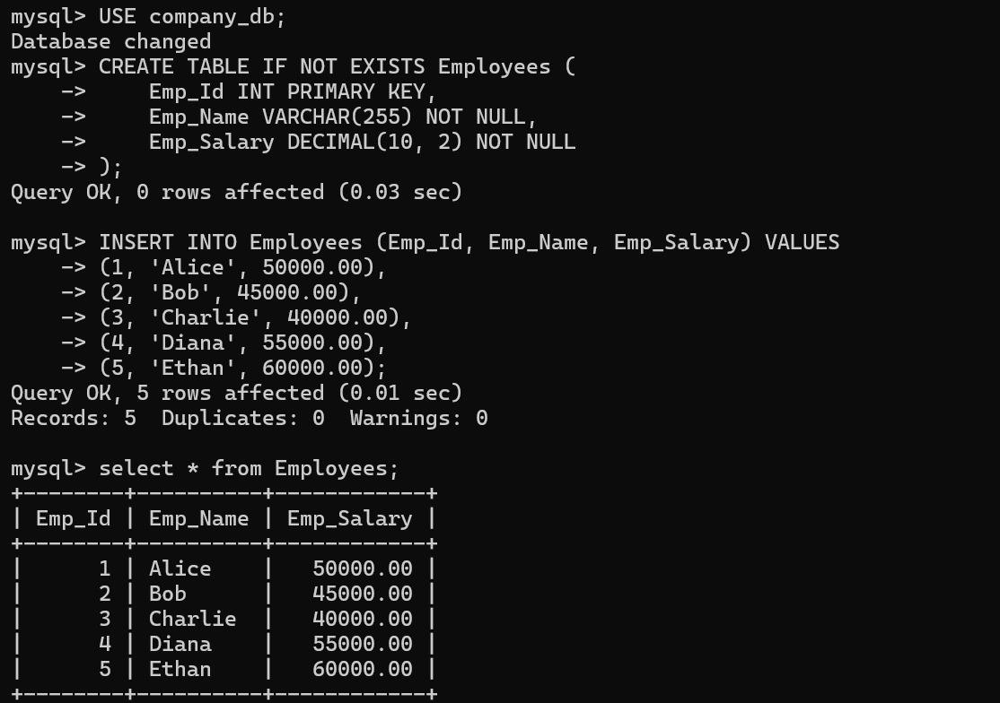 mysql> USE company_db;
Database changed
mysql> CREATE TABLE IF NOT EXISTS Employees (
    ->     Emp_Id INT PRIMARY KEY,
    ->     Emp_Name VARCHAR(255) NOT NULL,
    ->     Emp_Salary DECIMAL(10, 2) NOT NULL
    -> );
Query OK, 0 rows affected (0.03 sec)

mysql> INSERT INTO Employees (Emp_Id, Emp_Name, Emp_Salary) VALUES
    -> (1, 'Alice', 50000.00),
    -> (2, 'Bob', 45000.00),
    -> (3, 'Charlie', 40000.00),
    -> (4, 'Diana', 55000.00),
    -> (5, 'Ethan', 60000.00);
Query OK, 5 rows affected (0.01 sec)
Records: 5  Duplicates: 0  Warnings: 0

mysql> select * from Employees;
+--------+----------+------------+
| Emp_Id | Emp_Name | Emp_Salary |
+--------+----------+------------+
|      1 | Alice    |   50000.00 |
|      2 | Bob      |   45000.00 |
|      3 | Charlie  |   40000.00 |
|      4 | Diana    |   55000.00 |
|      5 | Ethan    |   60000.00 |
+--------+----------+------------+